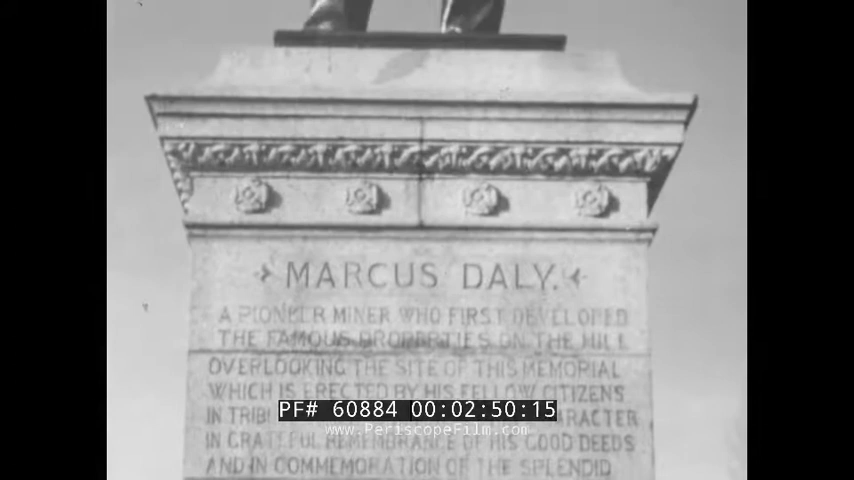 MARCUS DALY.
A PIONEER MINER WHO FIRST DEVELOPED
THE FAMOUS PROPERTIES ON THE HILL
OVERLOOKING THE SITE OF THIS MEMORIAL
WHICH IS ERECTED BY HIS FELLOW CITIZENS
IN
PF# 60884 00:02:50:15
www.PeriscopeFilm.com
IN GRATEFUL REMEMBRANCE OF HIS GOOD DEEDS
AND IN COMMEMORATION OF THE SPLENDID